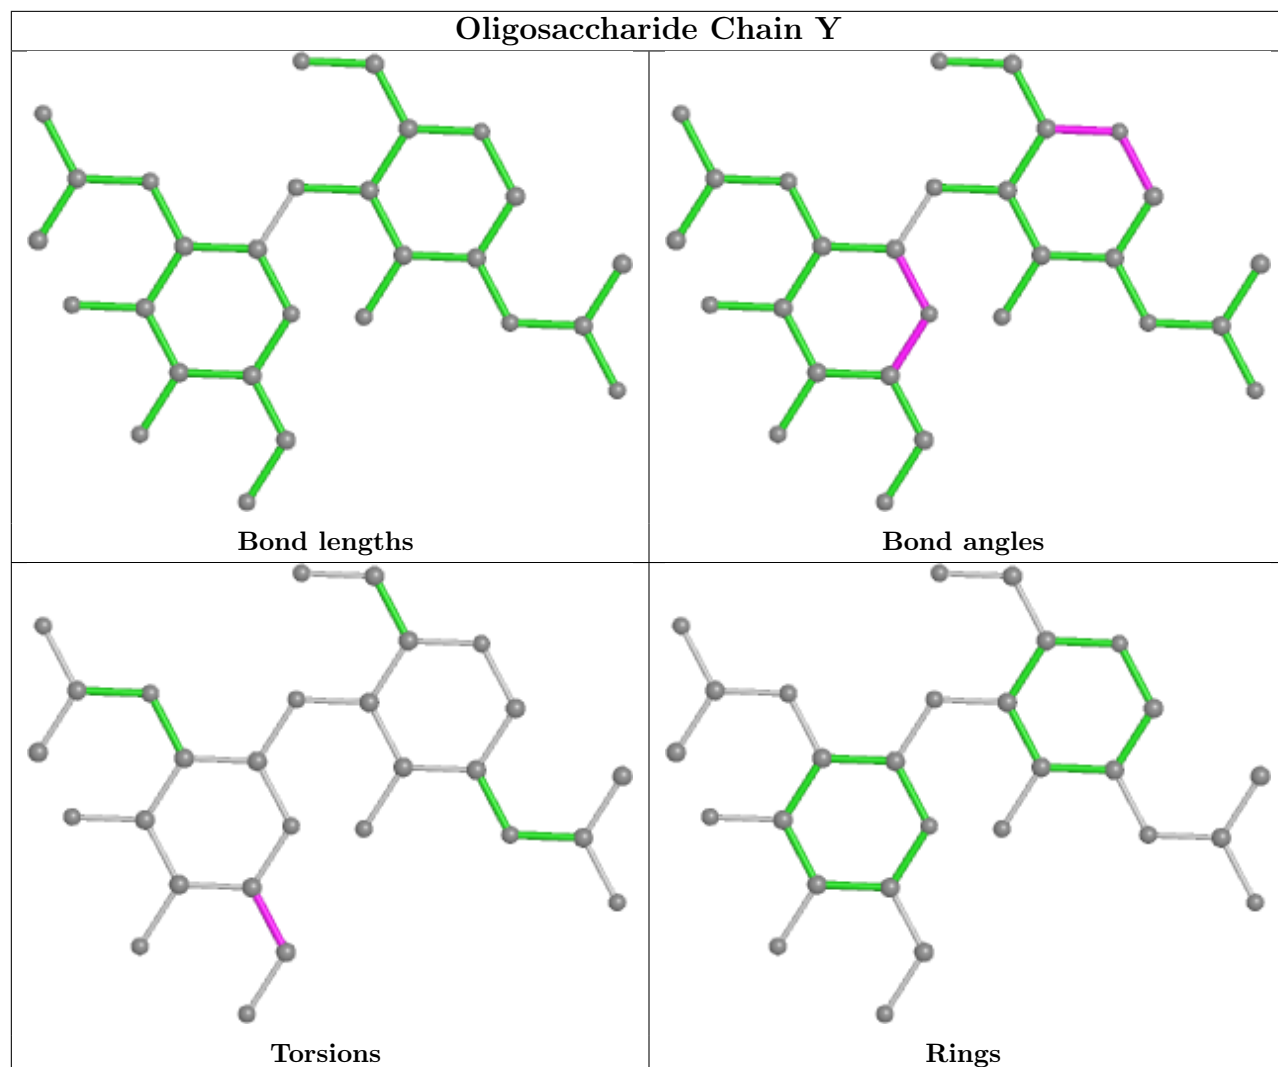 Oligosaccharide Chain Y
Bond lengths
Bond angles
Torsions
Rings